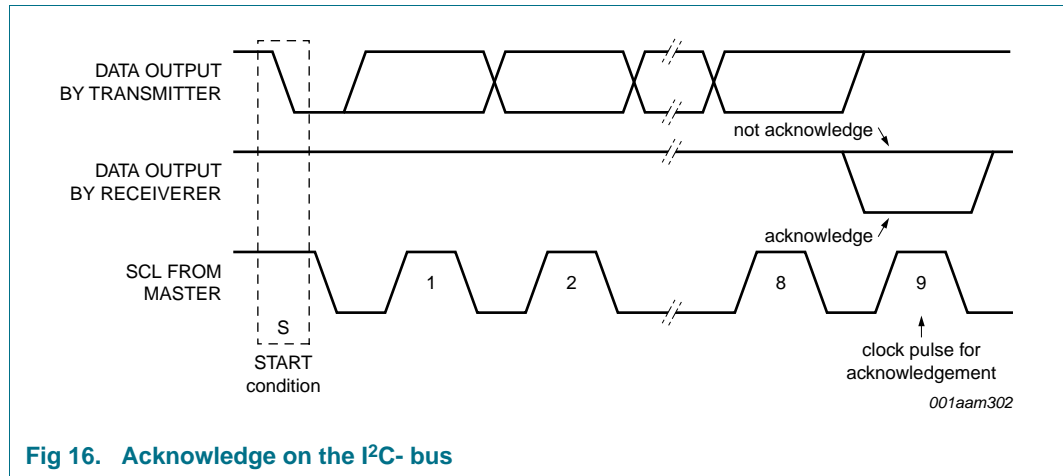 DATA OUTPUT
BY TRANSMITTER
not acknowledge
DATA OUTPUT
BY RECEIVERER
acknowledge
SCL FROM
MASTER
1
2
8
9
S
START
condition
clock pulse for
acknowledgement
001aam302
Fig 16. Acknowledge on the I²C- bus